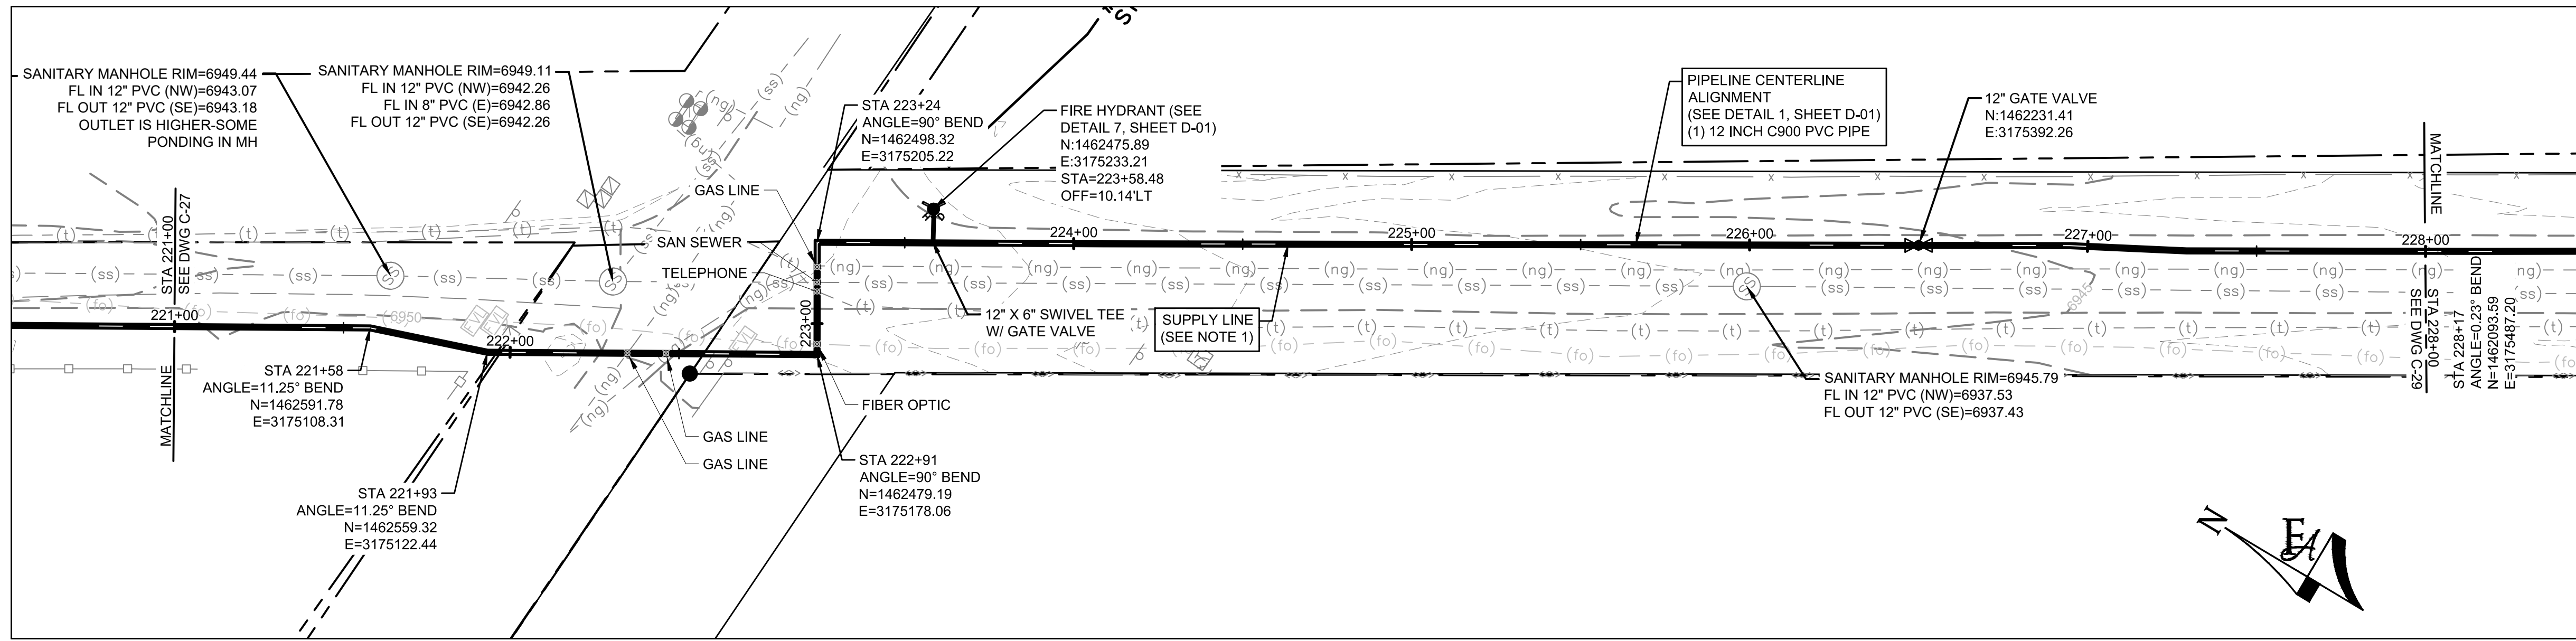 SANITARY MANHOLE RIM=6949.44
FL IN 12" PVC (NW)=6943.07
FL OUT 12" PVC (SE)=6943.18
OUTLET IS HIGHER-SOME
PONDING IN MH
SANITARY MANHOLE RIM=6949.11
FL IN 12" PVC (NW)=6942.26
FL IN 8" PVC (E)=6942.86
FL OUT 12" PVC (SE)=6942.26
STA 223+24
ANGLE=90° BEND
N=1462498.32
E=3175205.22
FIRE HYDRANT (SEE
DETAIL 7, SHEET D-01)
N:1462475.89
E:3175233.21
STA=223+58.48
OFF=10.14'LT
PIPELINE CENTERLINE
ALIGNMENT
(SEE DETAIL 1, SHEET D-01)
(1) 12 INCH C900 PVC PIPE
12" GATE VALVE
N:1462231.41
E:3175392.26
MATCHLINE
STA 221+00
SEE DWG C-27
MATCHLINE
GAS LINE
SAN SEWER
TELEPHONE
221+00
222+00
223+00
224+00
225+00
226+00
227+00
228+00
6950
6945
12" X 6" SWIVEL TEE
W/ GATE VALVE
SUPPLY LINE
(SEE NOTE 1)
STA 221+58
ANGLE=11.25° BEND
N=1462591.78
E=3175108.31
STA 221+93
ANGLE=11.25° BEND
N=1462559.32
E=3175122.44
FIBER OPTIC
GAS LINE
GAS LINE
STA 222+91
ANGLE=90° BEND
N=1462479.19
E=3175178.06
SANITARY MANHOLE RIM=6945.79
FL IN 12" PVC (NW)=6937.53
FL OUT 12" PVC (SE)=6937.43
MATCHLINE
STA 228+00
SEE DWG C-29
STA 228+17
ANGLE=0.23° BEND
N=1462093.59
E=3175487.20
N
EA